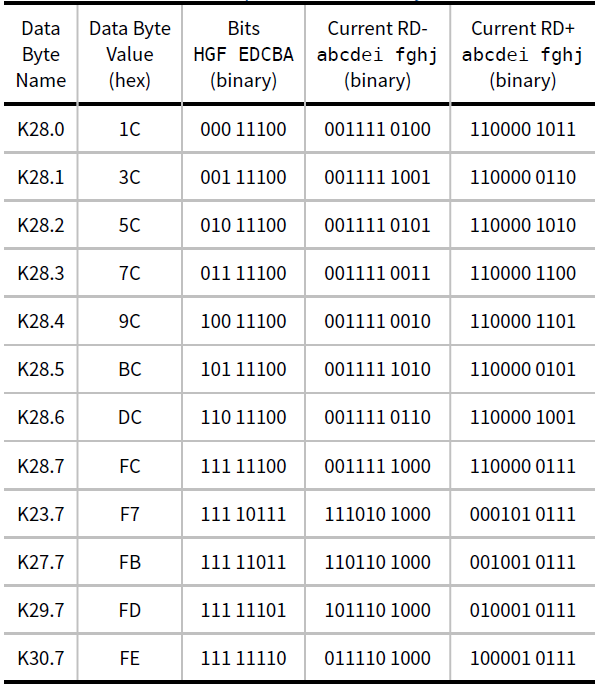 Data Byte Name | Data Byte Value (hex) | Bits HGF EDCBA (binary) | Current RD- abcdei fghj (binary) | Current RD+ abcdei fghj (binary)
K28.0 | 1C | 000 11100 | 001111 0100 | 110000 1011
K28.1 | 3C | 001 11100 | 001111 1001 | 110000 0110
K28.2 | 5C | 010 11100 | 001111 0101 | 110000 1010
K28.3 | 7C | 011 11100 | 001111 0011 | 110000 1100
K28.4 | 9C | 100 11100 | 001111 0010 | 110000 1101
K28.5 | BC | 101 11100 | 001111 1010 | 110000 0101
K28.6 | DC | 110 11100 | 001111 0110 | 110000 1001
K28.7 | FC | 111 11100 | 001111 1000 | 110000 0111
K23.7 | F7 | 111 10111 | 111010 1000 | 000101 0111
K27.7 | FB | 111 11011 | 110110 1000 | 001001 0111
K29.7 | FD | 111 11101 | 101110 1000 | 010001 0111
K30.7 | FE | 111 11110 | 011110 1000 | 100001 0111